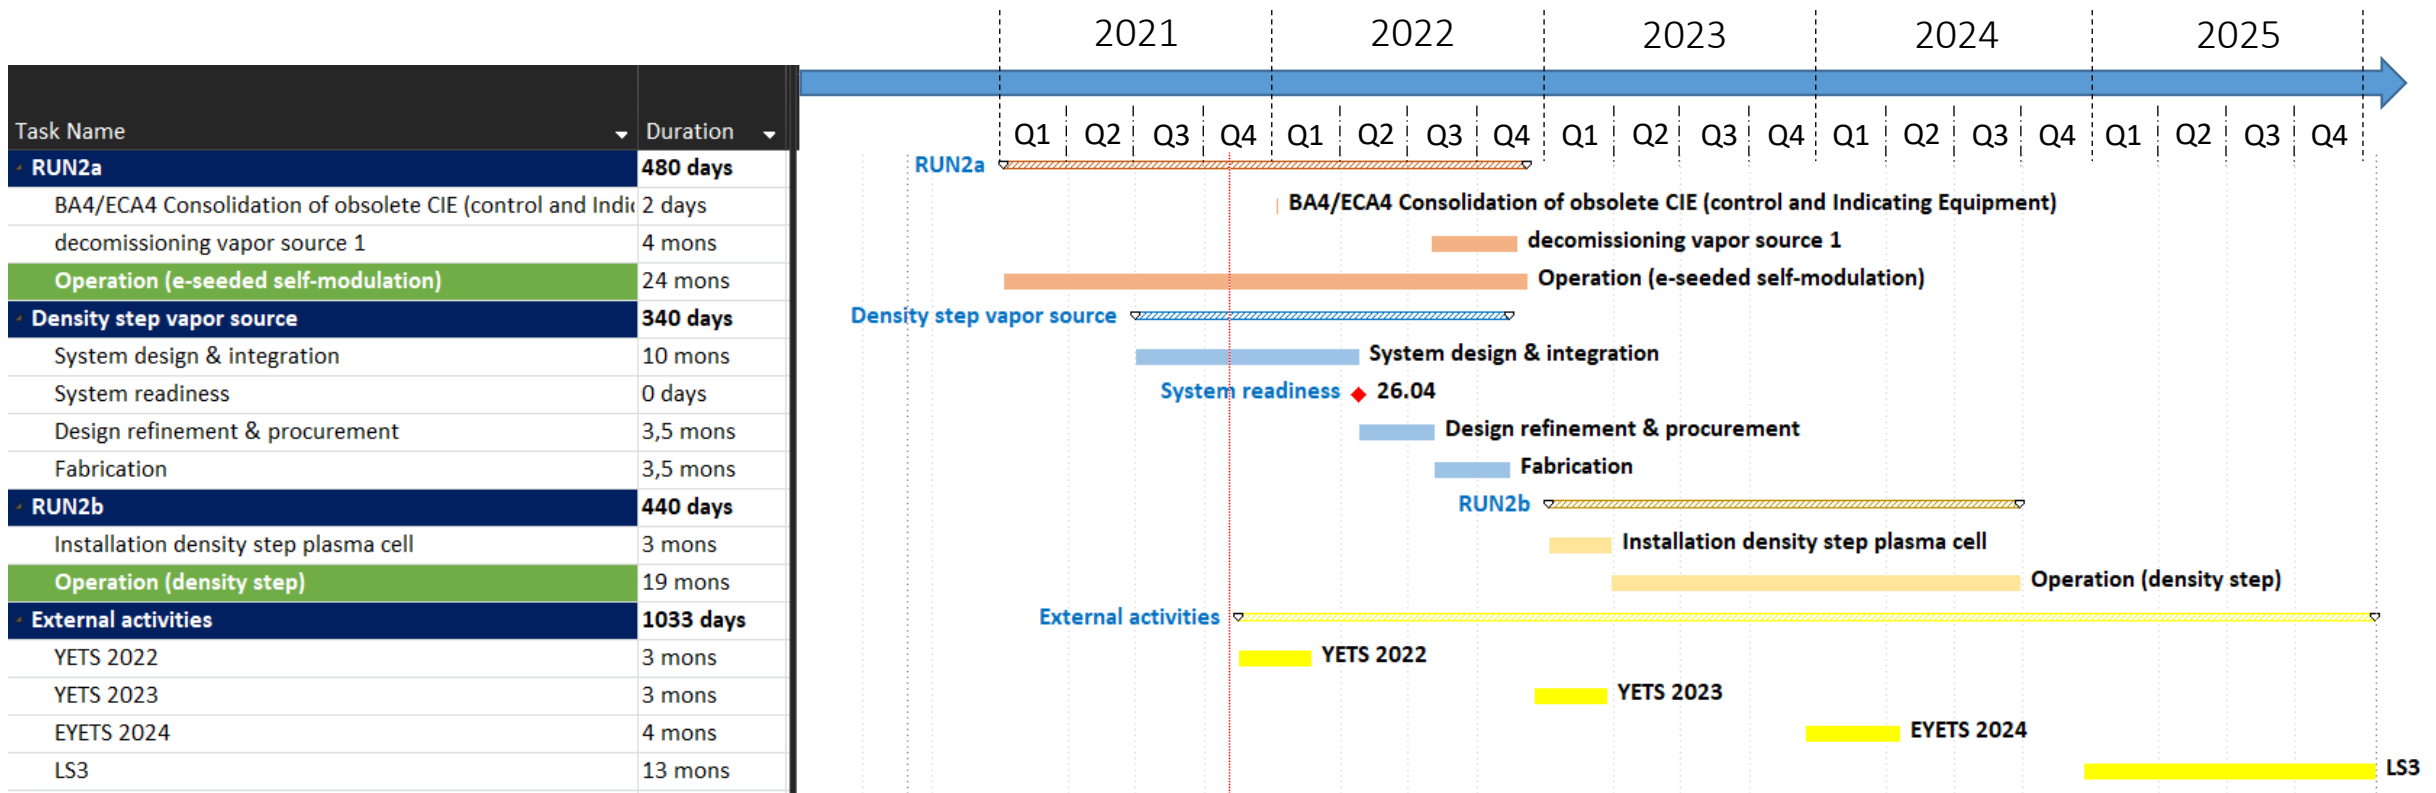 2021 2022 2023 2024 2025
Task Name Duration
Q1 Q2 Q3 Q4 Q1 Q2 Q3 Q4 Q1 Q2 Q3 Q4 Q1 Q2 Q3 Q4 Q1 Q2 Q3 Q4
RUN2a 480 days RUN2a
BA4/ECA4 Consolidation of obsolete CIE (control and Indic 2 days BA4/ECA4 Consolidation of obsolete CIE (control and Indicating Equipment)
decomissioning vapor source 1 4 mons decomissioning vapor source 1
Operation (e-seeded self-modulation) 24 mons Operation (e-seeded self-modulation)
Density step vapor source 340 days Density step vapor source
System design & integration 10 mons System design & integration
System readiness 0 days System readiness 26.04
Design refinement & procurement 3,5 mons Design refinement & procurement
Fabrication 3,5 mons Fabrication
RUN2b 440 days RUN2b
Installation density step plasma cell 3 mons Installation density step plasma cell
Operation (density step) 19 mons Operation (density step)
External activities 1033 days External activities
YETS 2022 3 mons YETS 2022
YETS 2023 3 mons YETS 2023
EYETS 2024 4 mons EYETS 2024
LS3 13 mons LS3